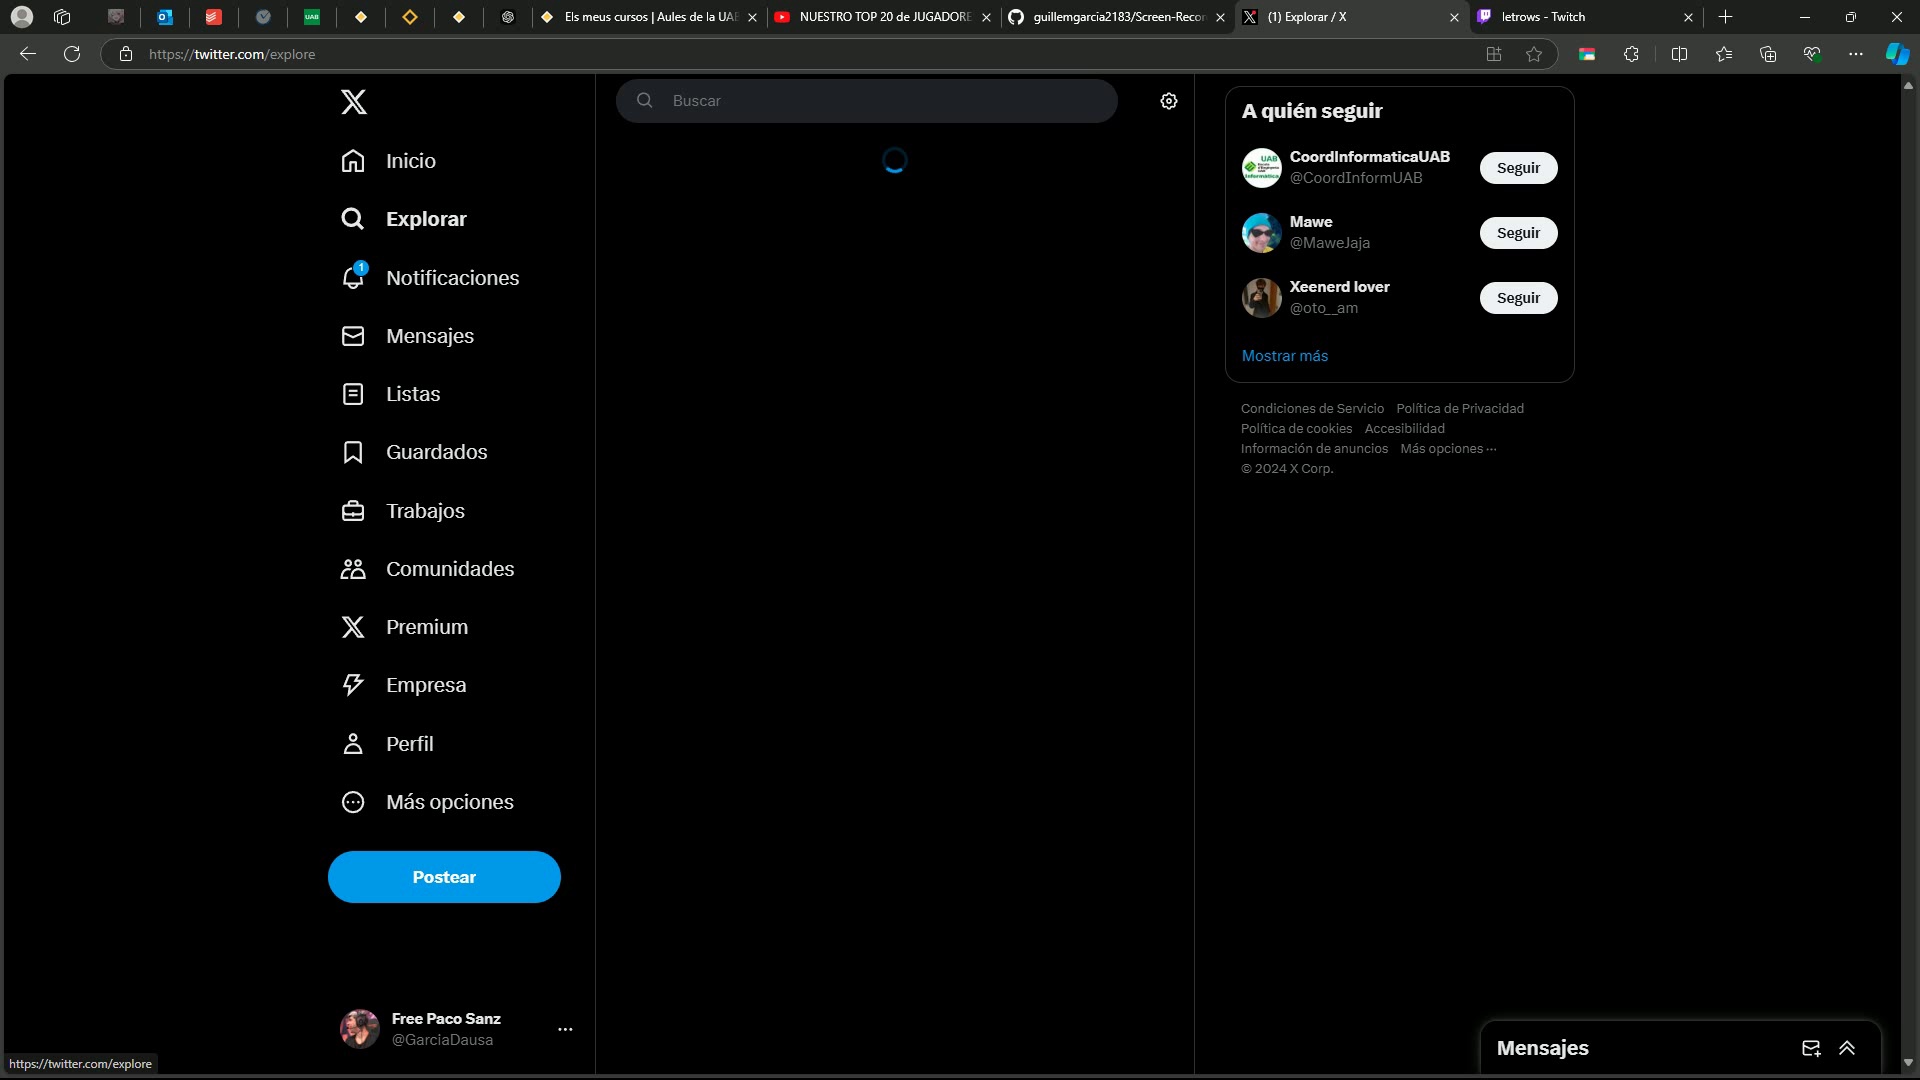 UAB
Els meus cursos | Aules de la UAB
NUESTRO TOP 20 de JUGADORE
guillemgarcia2183/Screen-Recor
(1) Explorar / X
letrows - Twitch
https://twitter.com/explore
Buscar
Inicio
Explorar
1
Notificaciones
Mensajes
Listas
Guardados
Trabajos
Comunidades
Premium
Empresa
Perfil
Más opciones
Postear
Free Paco Sanz
@GarciaDausa
https://twitter.com/explore
A quién seguir
CoordInformaticaUAB
@CoordInformUAB
Seguir
Mawe
@MaweJaja
Seguir
Xeenerd lover
@oto__am
Seguir
Mostrar más
Condiciones de Servicio Política de Privacidad
Política de cookies Accesibilidad
Información de anuncios Más opciones ···
© 2024 X Corp.
Mensajes